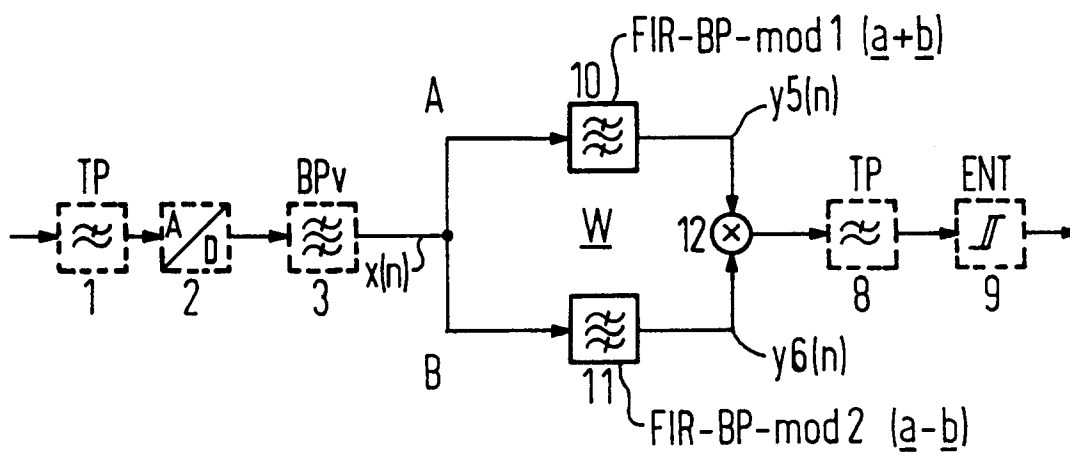 FIR-BP-mod 1 (a+b)
10
A
y5(n)
TP
BPv
TP
ENT
A
D
W
12
x(n)
1
2
3
8
9
B
y6(n)
11
FIR-BP-mod 2 (a-b)